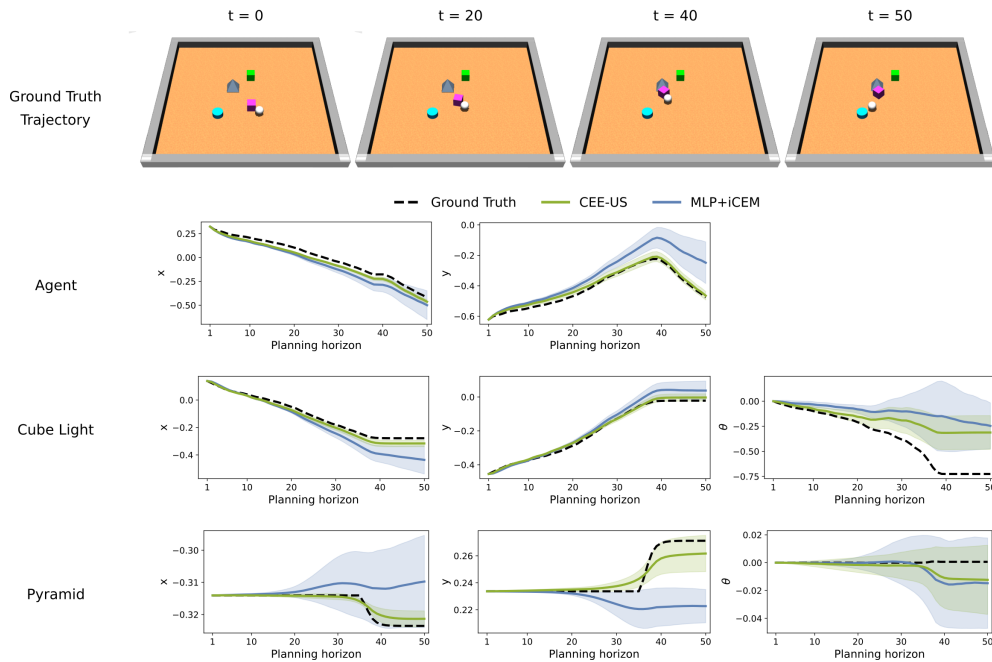 t = 0 t = 20 t = 40 t = 50
Ground Truth
Trajectory
Ground Truth CEE-US MLP+iCEM
Agent
x
0.25
0.00
−0.25
−0.50
1 10 20 30 40 50
Planning horizon
y
0.0
−0.2
−0.4
−0.6
1 10 20 30 40 50
Planning horizon
Cube Light
x
0.0
−0.2
−0.4
1 10 20 30 40 50
Planning horizon
y
0.0
−0.2
−0.4
1 10 20 30 40 50
Planning horizon
θ
0.00
−0.25
−0.50
−0.75
1 10 20 30 40 50
Planning horizon
Pyramid
x
−0.30
−0.31
−0.32
1 10 20 30 40 50
Planning horizon
y
0.26
0.24
0.22
1 10 20 30 40 50
Planning horizon
θ
0.02
0.00
−0.02
−0.04
1 10 20 30 40 50
Planning horizon